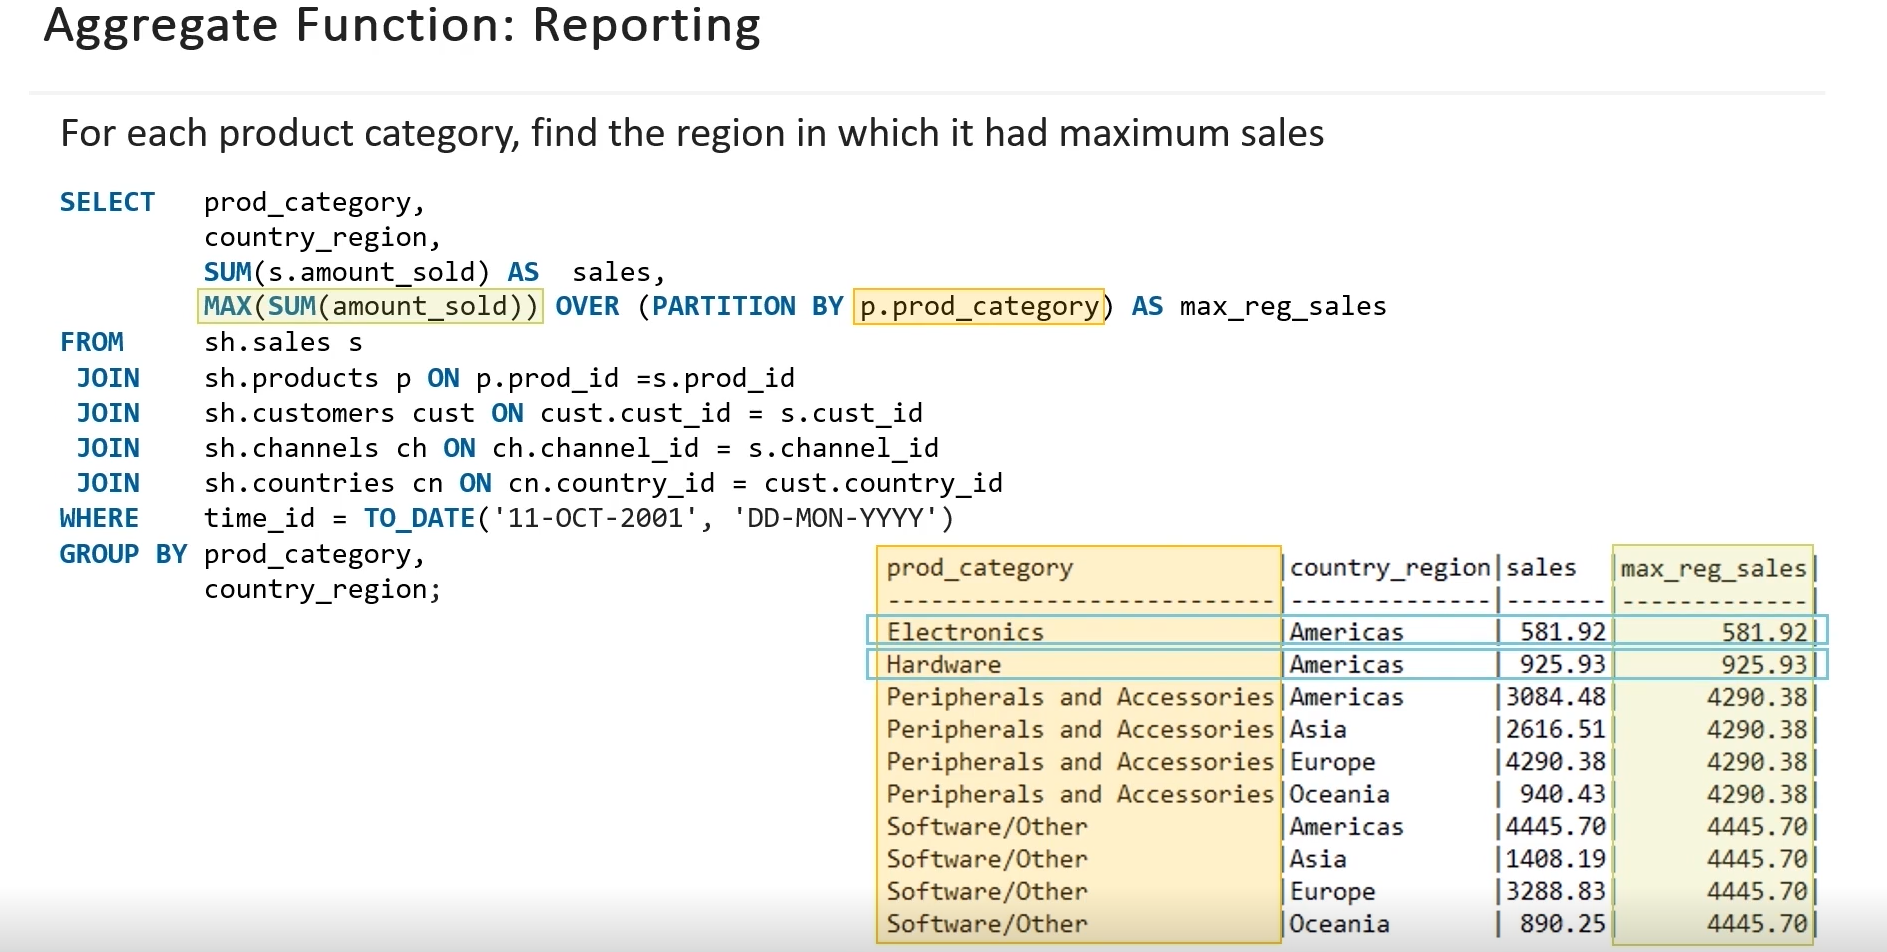 Aggregate Function: Reporting
For each product category, find the region in which it had maximum sales
SELECT prod_category,
country_region,
SUM(s.amount_sold) AS sales,
MAX(SUM(amount_sold)) OVER (PARTITION BY p.prod_category) AS max_reg_sales
FROM sh.sales s
JOIN sh.products p ON p.prod_id =s.prod_id
JOIN sh.customers cust ON cust.cust_id = s.cust_id
JOIN sh.channels ch ON ch.channel_id = s.channel_id
JOIN sh.countries cn ON cn.country_id = cust.country_id
WHERE time_id = TO_DATE('11-OCT-2001', 'DD-MON-YYYY')
GROUP BY prod_category,
country_region;
prod_category |country_region|sales |max_reg_sales|
---------------------------|--------------|-------|-------------|
Electronics |Americas | 581.92| 581.92|
Hardware |Americas | 925.93| 925.93|
Peripherals and Accessories|Americas |3084.48| 4290.38|
Peripherals and Accessories|Asia |2616.51| 4290.38|
Peripherals and Accessories|Europe |4290.38| 4290.38|
Peripherals and Accessories|Oceania | 940.43| 4290.38|
Software/Other |Americas |4445.70| 4445.70|
Software/Other |Asia |1408.19| 4445.70|
Software/Other |Europe |3288.83| 4445.70|
Software/Other |Oceania | 890.25| 4445.70|